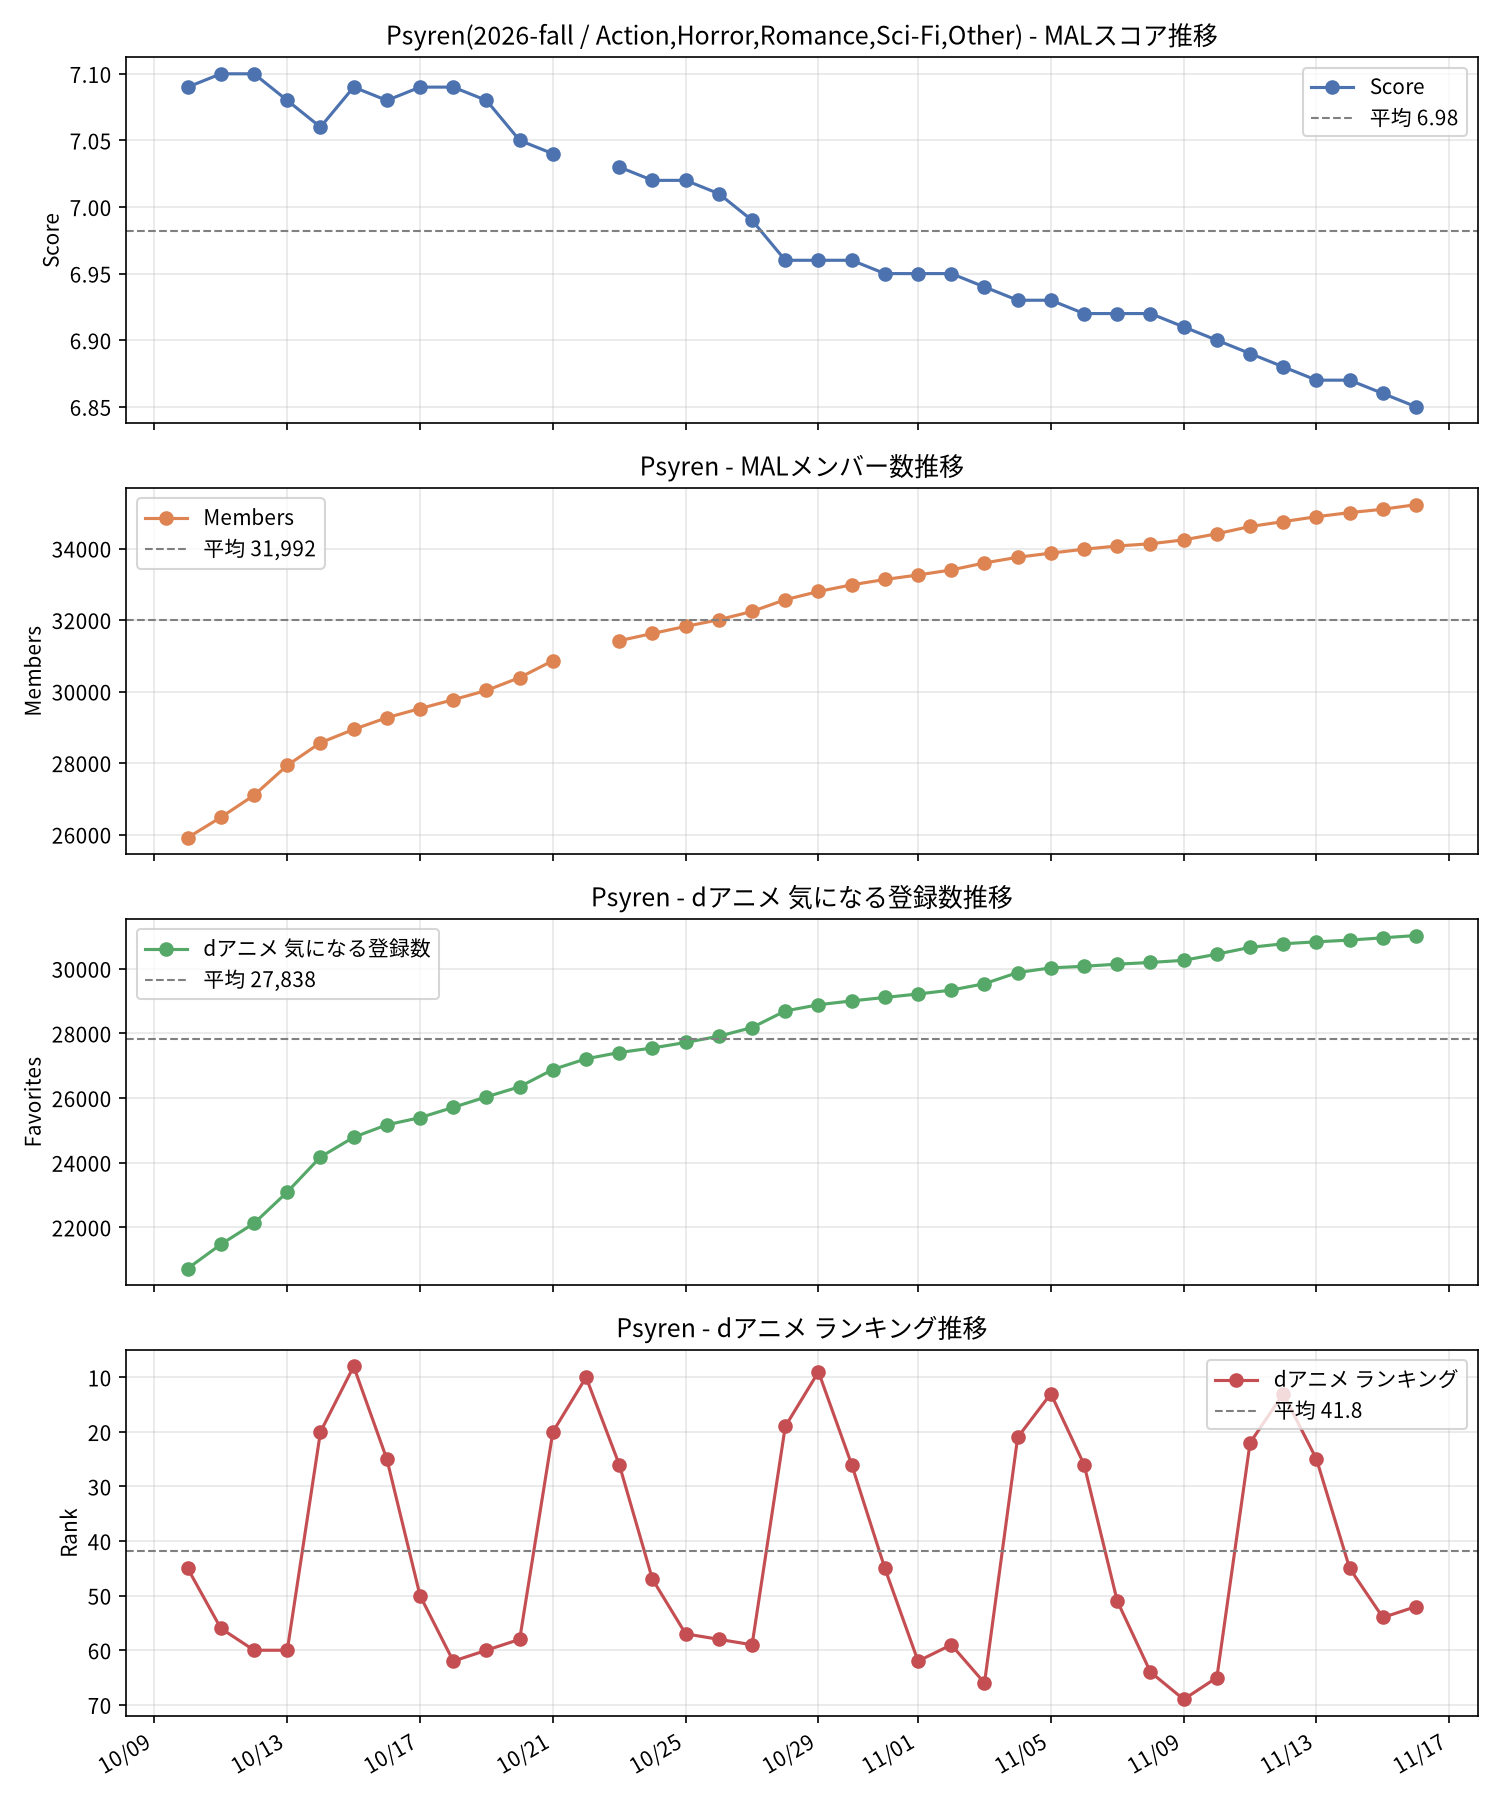 Psyren(2026-fall / Action,Horror,Romance,Sci-Fi,Other) - MALスコア推移
Score
平均 6.98
7.10
7.05
7.00
6.95
6.90
6.85
Score
Psyren - MALメンバー数推移
Members
平均 31,992
34000
32000
30000
28000
26000
Members
Psyren - dアニメ 気になる登録数推移
dアニメ 気になる登録数
平均 27,838
30000
28000
26000
24000
22000
Favorites
Psyren - dアニメ ランキング推移
dアニメ ランキング
平均 41.8
10
20
30
40
50
60
70
Rank
10/09
10/13
10/17
10/21
10/25
10/29
11/01
11/05
11/09
11/13
11/17